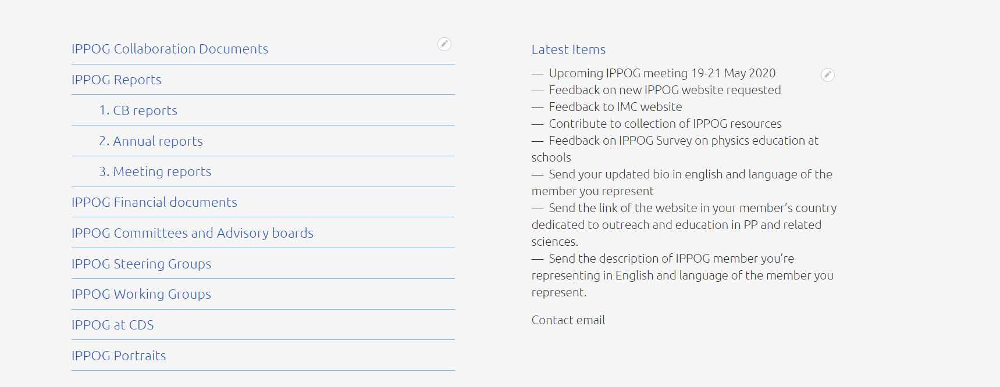 IPPOG Collaboration Documents
IPPOG Reports
1. CB reports
2. Annual reports
3. Meeting reports
IPPOG Financial documents
IPPOG Committees and Advisory boards
IPPOG Steering Groups
IPPOG Working Groups
IPPOG at CDS
IPPOG Portraits
Latest Items
— Upcoming IPPOG meeting 19-21 May 2020
— Feedback on new IPPOG website requested
— Feedback to IMC website
— Contribute to collection of IPPOG resources
— Feedback on IPPOG Survey on physics education at
schools
— Send your updated bio in english and language of the
member you represent
— Send the link of the website in your member’s country
dedicated to outreach and education in PP and related
sciences.
— Send the description of IPPOG member you’re
representing in English and language of the member you
represent.
Contact email